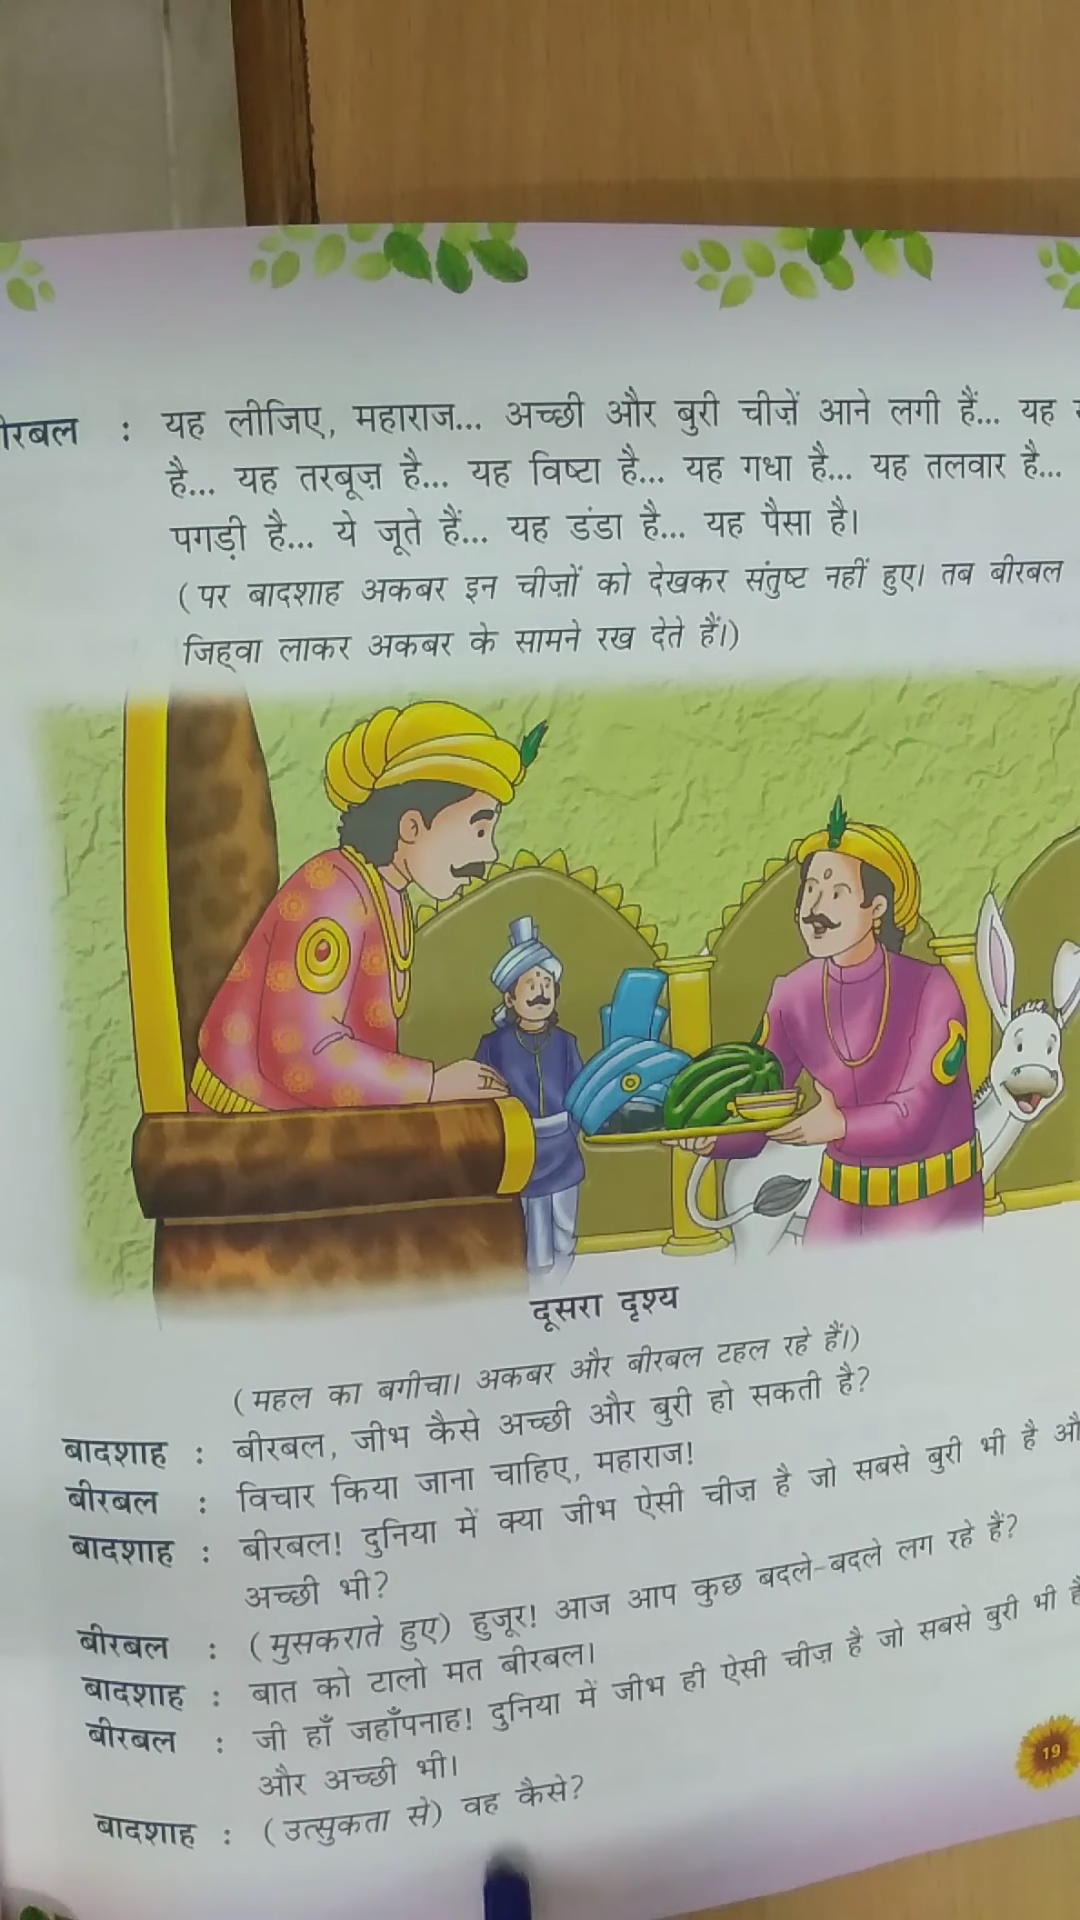 यह लीजिए, महाराज... अच्छी और बुरी चीज़ें आने लगी हैं... यह
है... यह तरबूज़ है... यह विष्टा है... यह गधा है... यह तलवार है...
पगड़ी है... ये जूते हैं... यह डंडा है... यह पैसा है।
(पर बादशाह अकबर इन चीज़ों को देखकर संतुष्ट नहीं हुए। तब बीरबल
जिह्वा लाकर अकबर के सामने रख देते हैं।)
दूसरा दृश्य
(महल का बगीचा। अकबर और बीरबल टहल रहे हैं।)
बादशाह : बीरबल, जीभ कैसे अच्छी और बुरी हो सकती है?
बीरबल : विचार किया जाना चाहिए, महाराज!
बादशाह : बीरबल! दुनिया में क्या जीभ ऐसी चीज़ है जो सबसे बुरी भी है
अच्छी भी?
बीरबल : (मुसकराते हुए) हुजूर! आज आप कुछ बदले-बदले लग रहे हैं?
बादशाह : बात को टालो मत बीरबल।
बीरबल : जी हाँ जहाँपनाह! दुनिया में जीभ ही ऐसी चीज़ है जो सबसे बुरी भी
और अच्छी भी।
बादशाह : (उत्सुकता से) वह कैसे?
19